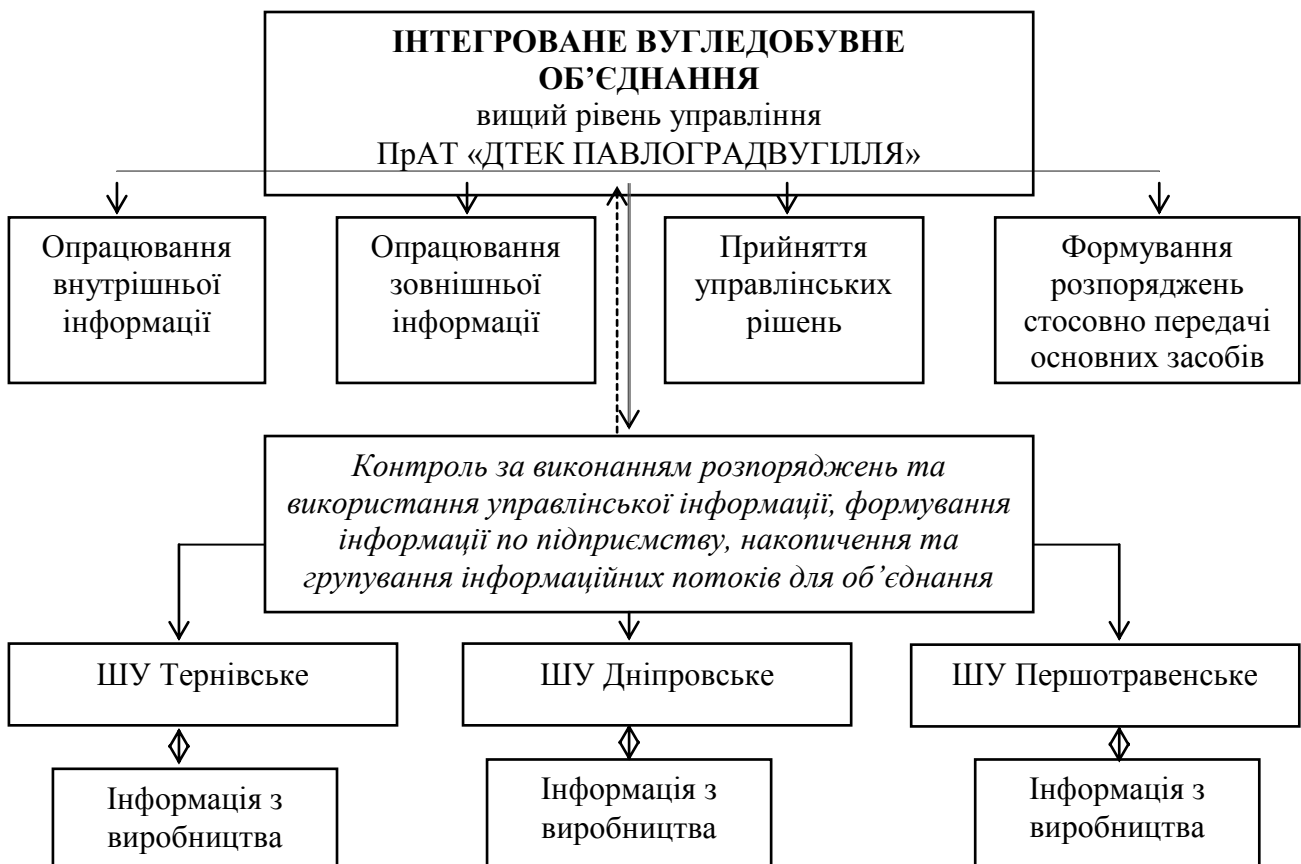 ІНТЕГРОВАНЕ ВУГЛЕДОБУВНЕ
ОБ’ЄДНАННЯ
вищий рівень управління
ПрАТ «ДТЕК ПАВЛОГРАДВУГІЛЛЯ»
Опрацювання
внутрішньої
інформації
Опрацювання
зовнішньої
інформації
Прийняття
управлінських
рішень
Формування
розпоряджень
стосовно передачі
основних засобів
Контроль за виконанням розпоряджень та
використання управлінської інформації, формування
інформації по підприємству, накопичення та
групування інформаційних потоків для об’єднання
ШУ Тернівське
ШУ Дніпровське
ШУ Першотравенське
Інформація з
виробництва
Інформація з
виробництва
Інформація з
виробництва